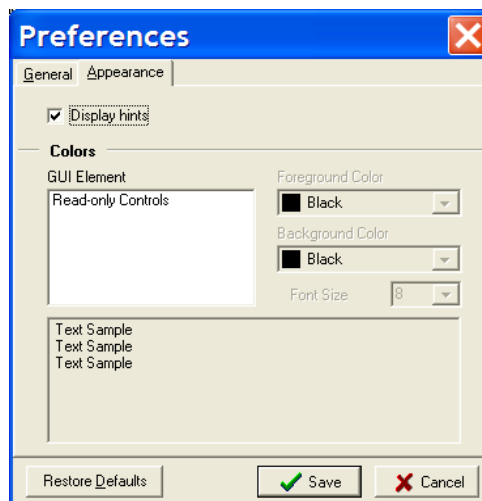 Preferences
General Appearance
Display hints
Colors
GUI Element
Read-only Controls
Foreground Color
Black
Background Color
Black
Font Size 8
Text Sample
Text Sample
Text Sample
Restore Defaults Save Cancel